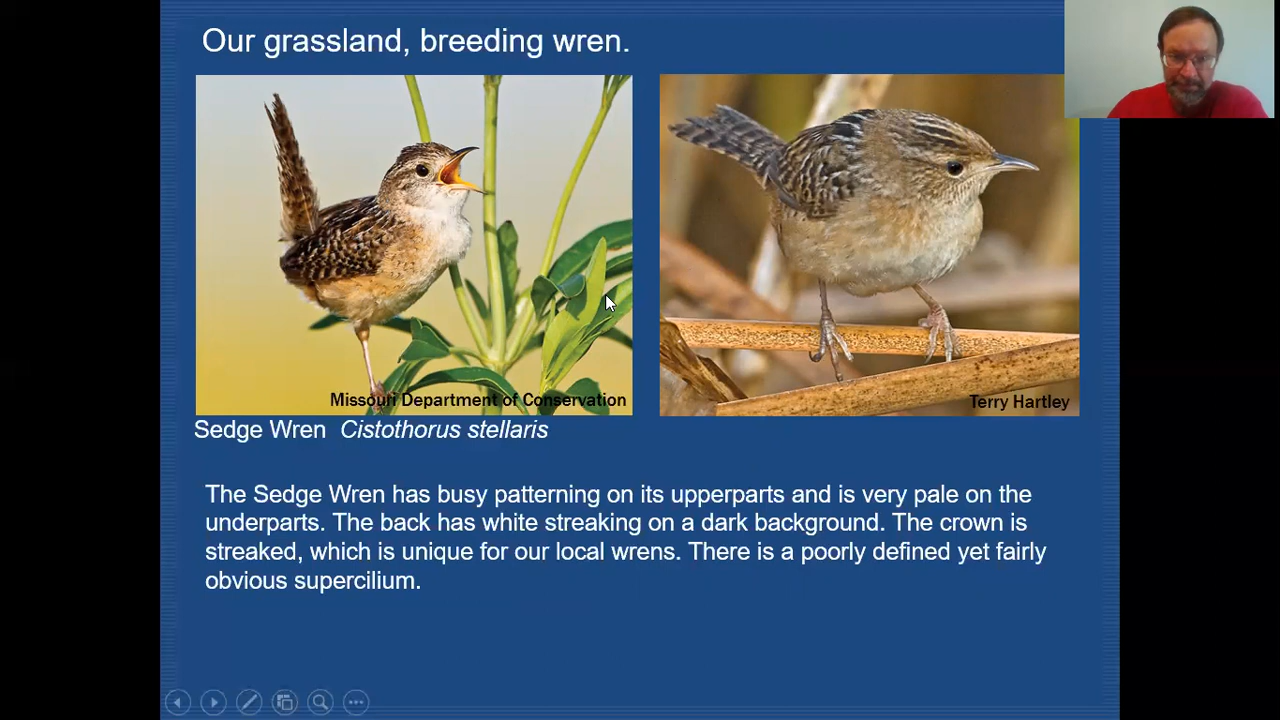 Our grassland, breeding wren.
Missouri Department of Conservation
Terry Hartley
Sedge Wren Cistothorus stellaris
The Sedge Wren has busy patterning on its upperparts and is very pale on the
underparts. The back has white streaking on a dark background. The crown is
streaked, which is unique for our local wrens. There is a poorly defined yet fairly
obvious supercilium.